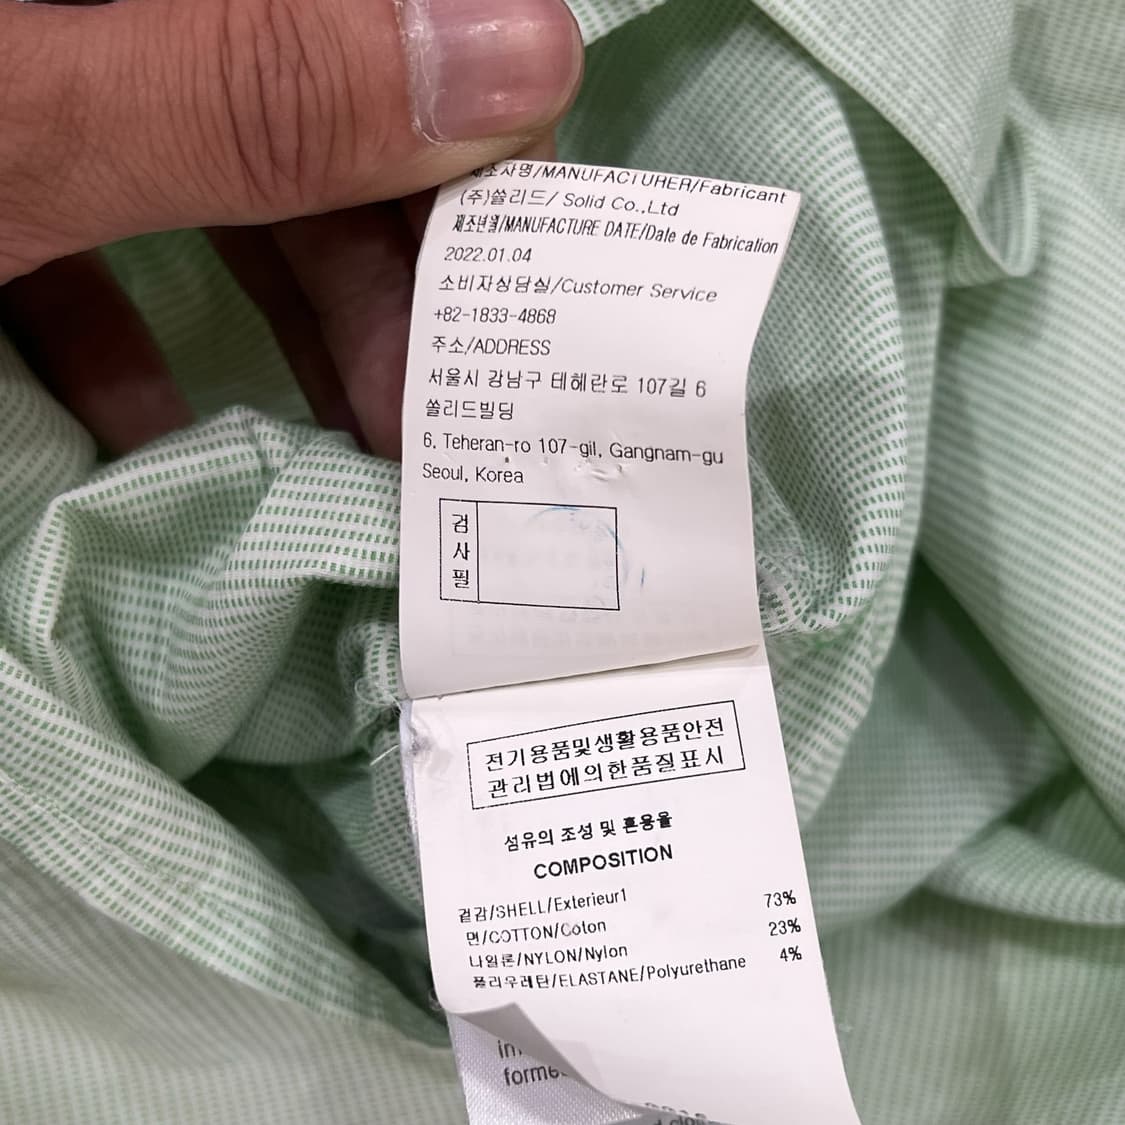 제조자명/MANUFACTURER/Fabricant
(주)쏠리드/ Solid Co.,Ltd
제조년월/MANUFACTURE DATE/Dale de Fabrication
2022.01.04
소비자상담실/Customer Service
+82-1833-4868
주소/ADDRESS
서울시 강남구 테헤란로 107길 6
쏠리드빌딩
6, Teheran-ro 107-gil, Gangnam-gu
Seoul, Korea
검
사
필
전기용품및생활용품안전
관리법에의한품질표시
섬유의 조성 및 혼용율
COMPOSITION
겉감/SHELL/Exterieur1 73%
면/COTTON/Coton 23%
나일론/NYLON/Nylon 4%
폴리우레탄/ELASTANE/Polyurethane